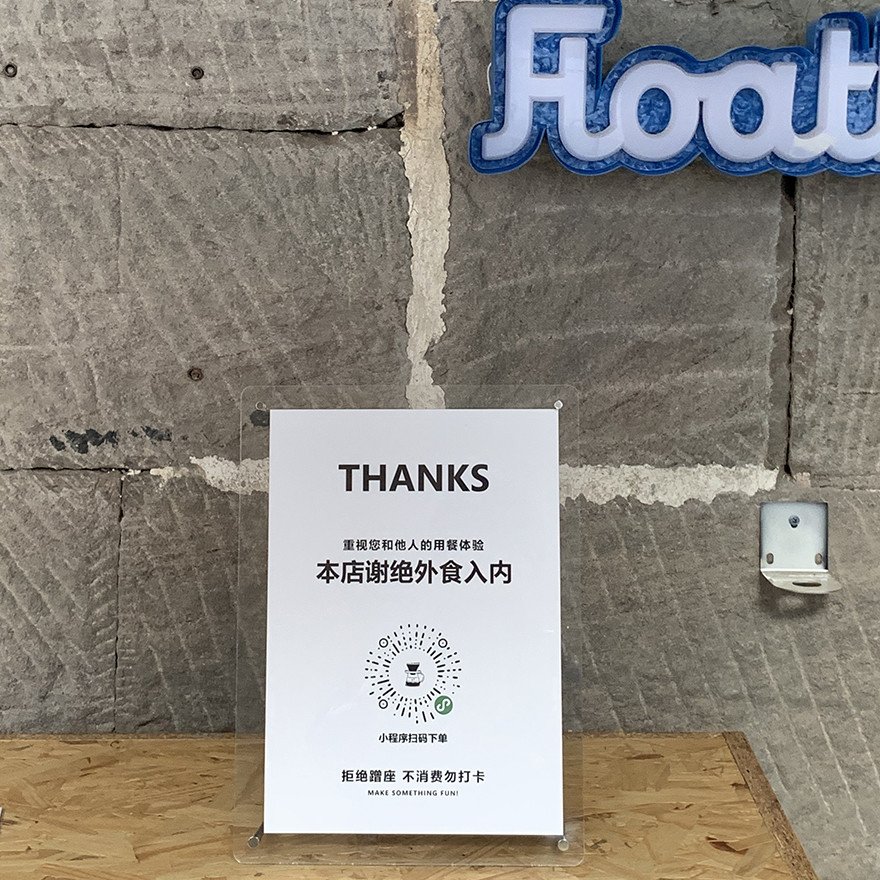 Float
THANKS
重视您和他人的用餐体验
本店谢绝外食入内
小程序扫码下单
拒绝蹭座 不消费勿打卡
MAKE SOMETHING FUN!